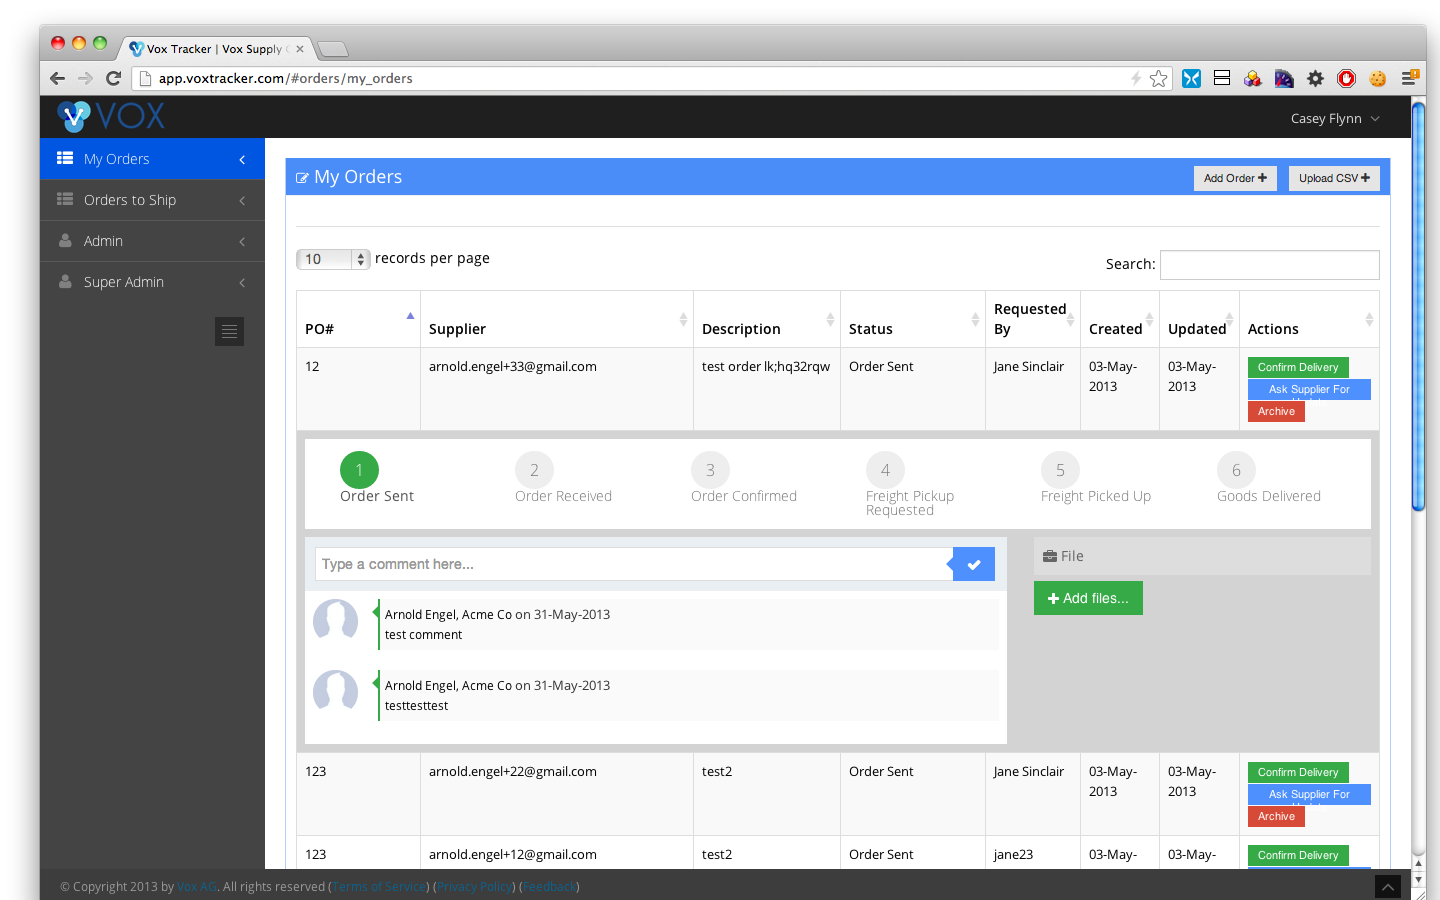 Vox Tracker | Vox Supply C
app.voxtracker.com/#orders/my_orders
VOX
Casey Flynn
My Orders
Orders to Ship
Admin
Super Admin
My Orders
Add Order
Upload CSV
10 records per page
Search:
PO# Supplier Description Status Requested By Created Updated Actions
12 arnold.engel+33@gmail.com test order lk;hq32rqw Order Sent Jane Sinclair 03-May-2013 03-May-2013
Confirm Delivery
Ask Supplier For
Archive
1 2 3 4 5 6
Order Sent Order Received Order Confirmed Freight Pickup Requested Freight Picked Up Goods Delivered
Type a comment here...
File
Add files...
Arnold Engel, Acme Co on 31-May-2013
test comment
Arnold Engel, Acme Co on 31-May-2013
testtesttest
123 arnold.engel+22@gmail.com test2 Order Sent Jane Sinclair 03-May-2013 03-May-2013
Confirm Delivery
Ask Supplier For
Archive
123 arnold.engel+12@gmail.com test2 Order Sent jane23 03-May- 03-May-
Confirm Delivery
© Copyright 2013 by Vox AG. All rights reserved (Terms of Service) (Privacy Policy) (Feedback)